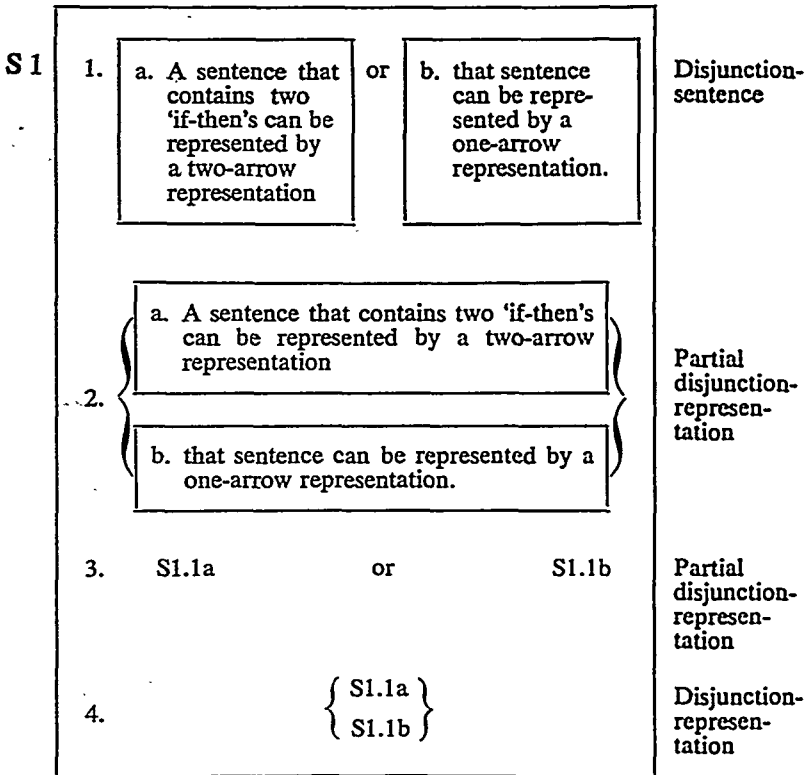 S1
1.
a. A sentence that
contains two
‘if-then’s can be
represented by
a two-arrow
representation
or
b. that sentence
can be repre-
sented by a
one-arrow
representation.
Disjunction-
sentence
2.
a. A sentence that contains two ‘if-then’s
can be represented by a two-arrow
representation
b. that sentence can be represented by a
one-arrow representation.
Partial
disjunction-
represen-
tation
3. S1.1a or S1.1b
Partial
disjunction-
represen-
tation
4.
{ S1.1a }
{ S1.1b }
Disjunction-
represen-
tation